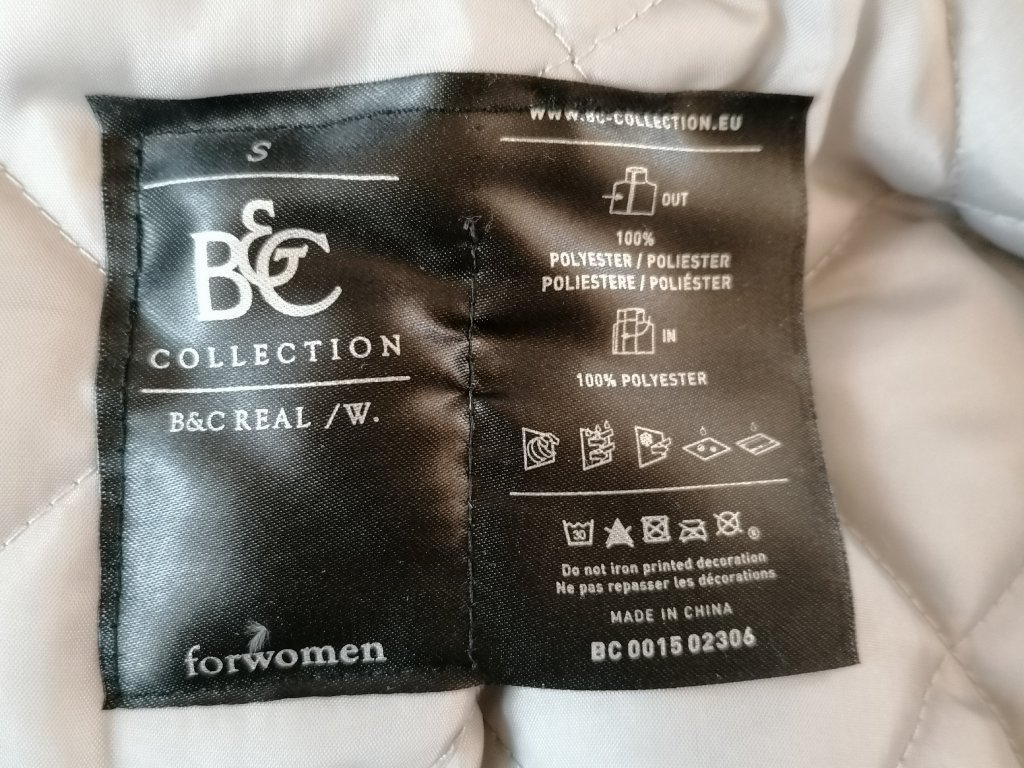 S
B&C
COLLECTION
B&C REAL /W.
forwomen
WWW.BC-COLLECTION.EU
OUT
100%
POLYESTER / POLIESTER
POLIESTERE / POLIÉSTER
IN
100% POLYESTER
30
Do not iron printed decoration
Ne pas repasser les décorations
MADE IN CHINA
BC 0015 02306